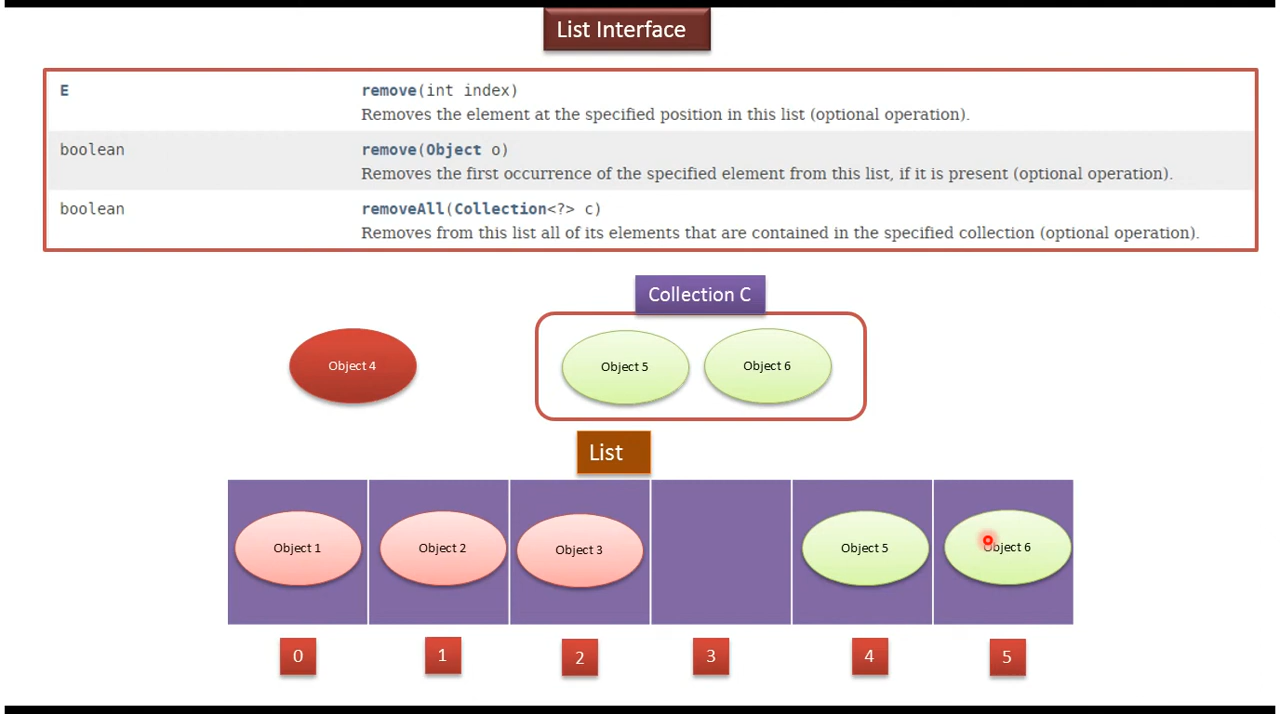 List Interface
E remove(int index)
Removes the element at the specified position in this list (optional operation).
boolean remove(Object o)
Removes the first occurrence of the specified element from this list, if it is present (optional operation).
boolean removeAll(Collection<?> c)
Removes from this list all of its elements that are contained in the specified collection (optional operation).
Collection C
Object 4 Object 5 Object 6
List
Object 1 Object 2 Object 3 Object 5 Object 6
0 1 2 3 4 5